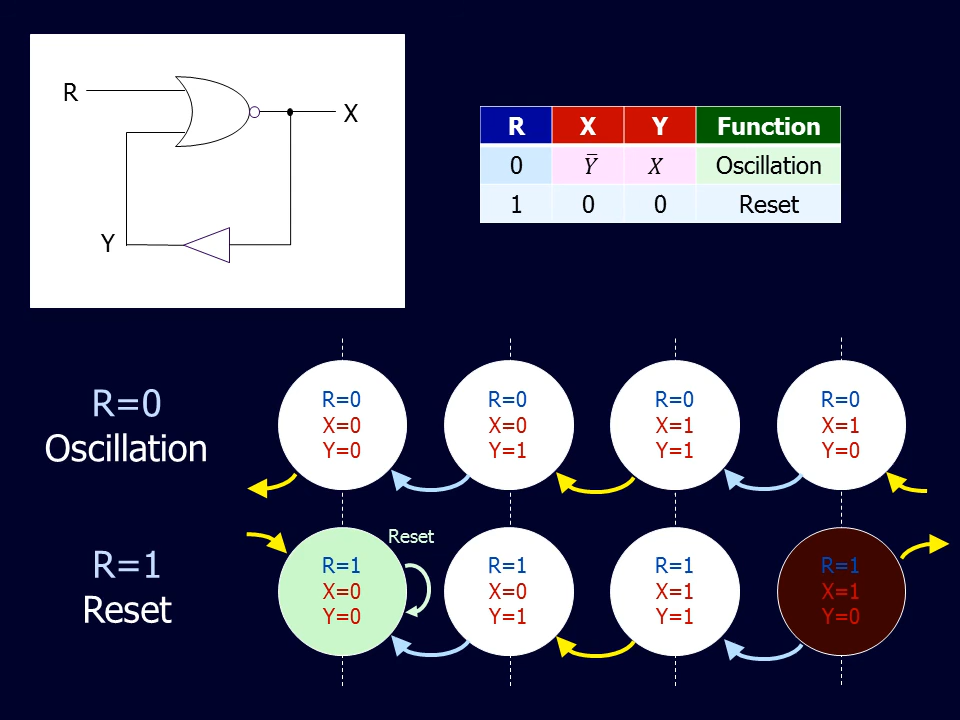 R
X
Y
R X Y Function
0 Ȳ X Oscillation
1 0 0 Reset
R=0
Oscillation
R=0 R=0 R=0 R=0
X=0 X=0 X=1 X=1
Y=0 Y=1 Y=1 Y=0
R=1
Reset
Reset
R=1 R=1 R=1 R=1
X=0 X=0 X=1 X=1
Y=0 Y=1 Y=1 Y=0